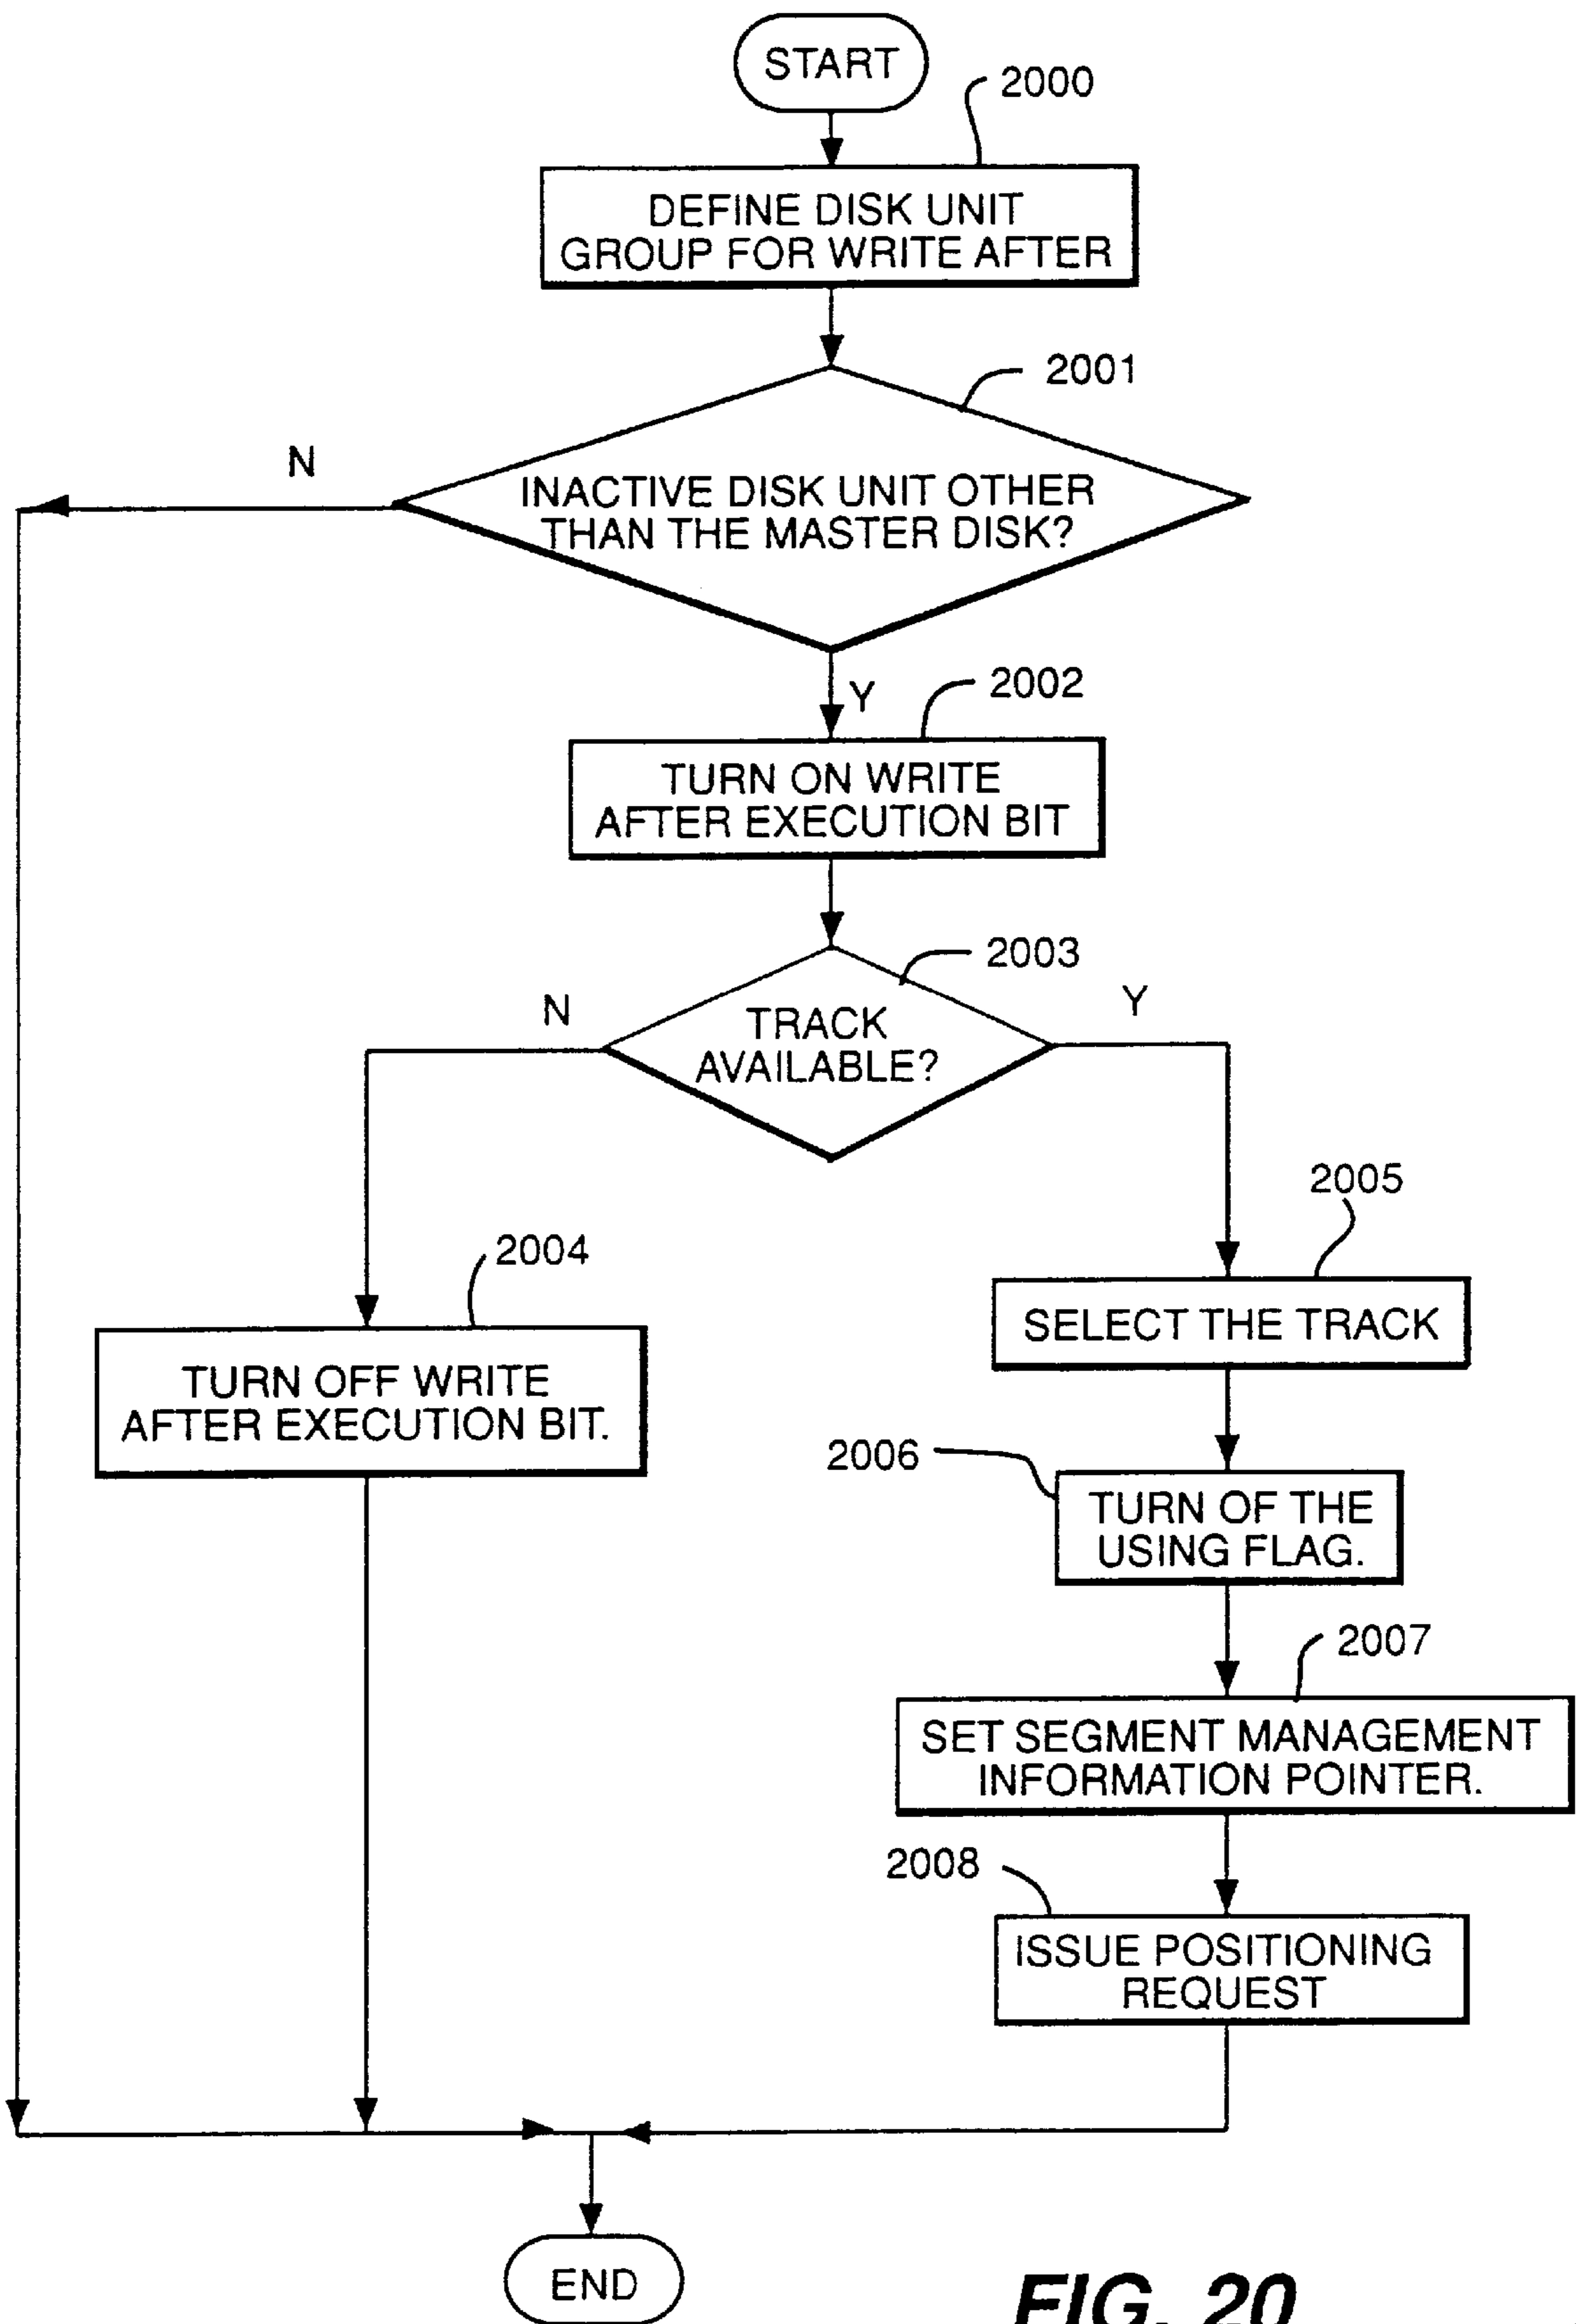 START
2000
DEFINE DISK UNIT
GROUP FOR WRITE AFTER
2001
N
INACTIVE DISK UNIT OTHER
THAN THE MASTER DISK?
Y
2002
TURN ON WRITE
AFTER EXECUTION BIT
2003
N
Y
TRACK
AVAILABLE?
2004
TURN OFF WRITE
AFTER EXECUTION BIT.
2005
SELECT THE TRACK
2006
TURN OF THE
USING FLAG.
2007
SET SEGMENT MANAGEMENT
INFORMATION POINTER.
2008
ISSUE POSITIONING
REQUEST
END
FIG. 20